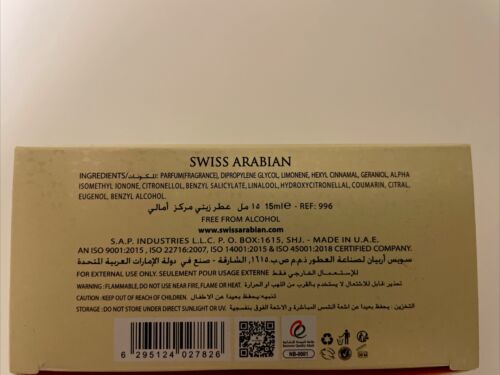 SWISS ARABIAN
INGREDIENTS/المكونات: PARFUM(FRAGRANCE), DIPROPYLENE GLYCOL, LIMONENE, HEXYL CINNAMAL, GERANIOL, ALPHA
ISOMETHYL IONONE, CITRONELLOL, BENZYL SALICYLATE, LINALOOL, HYDROXYCITRONELLAL, COUMARIN, CITRAL,
EUGENOL, BENZYL ALCOHOL.
عطر زيتي مركز أمالي ١٥ مل 15ml℮ - REF: 996
FREE FROM ALCOHOL
www.swissarabian.com
S.A.P. INDUSTRIES L.L.C. P. O. BOX:1615, SHJ. - MADE IN U.A.E.
AN ISO 9001:2015 , ISO 22716:2007, ISO 14001:2015 & ISO 45001:2018 CERTIFIED COMPANY.
سويس أربيان لصناعة العطور ذ.م.م ص.ب. ١٦١٥، الشارقة - صنع في دولة الإمارات العربية المتحدة
FOR EXTERNAL USE ONLY. SEULEMENT POUR USAGE EXTERNE للإستعمال الخارجي فقط
WARNING: FLAMMABLE, DO NOT USE NEAR FIRE, FLAME OR HEAT. تحذير قابل للاشتعال لا يستخدم بالقرب من اللهب او الحرارة
CAUTION: KEEP OUT OF REACH OF CHILDREN. تنبيه يحفظ بعيدا عن الاطفال
STORAGE: DO NOT STORE UNDER DIRECT SUNLIGHT OR UV. التخزين: يحفظ بعيدا عن اشعة الشمس المباشرة و الاشعة الفوق بنفسجية
6 295124 027826
NB-0001